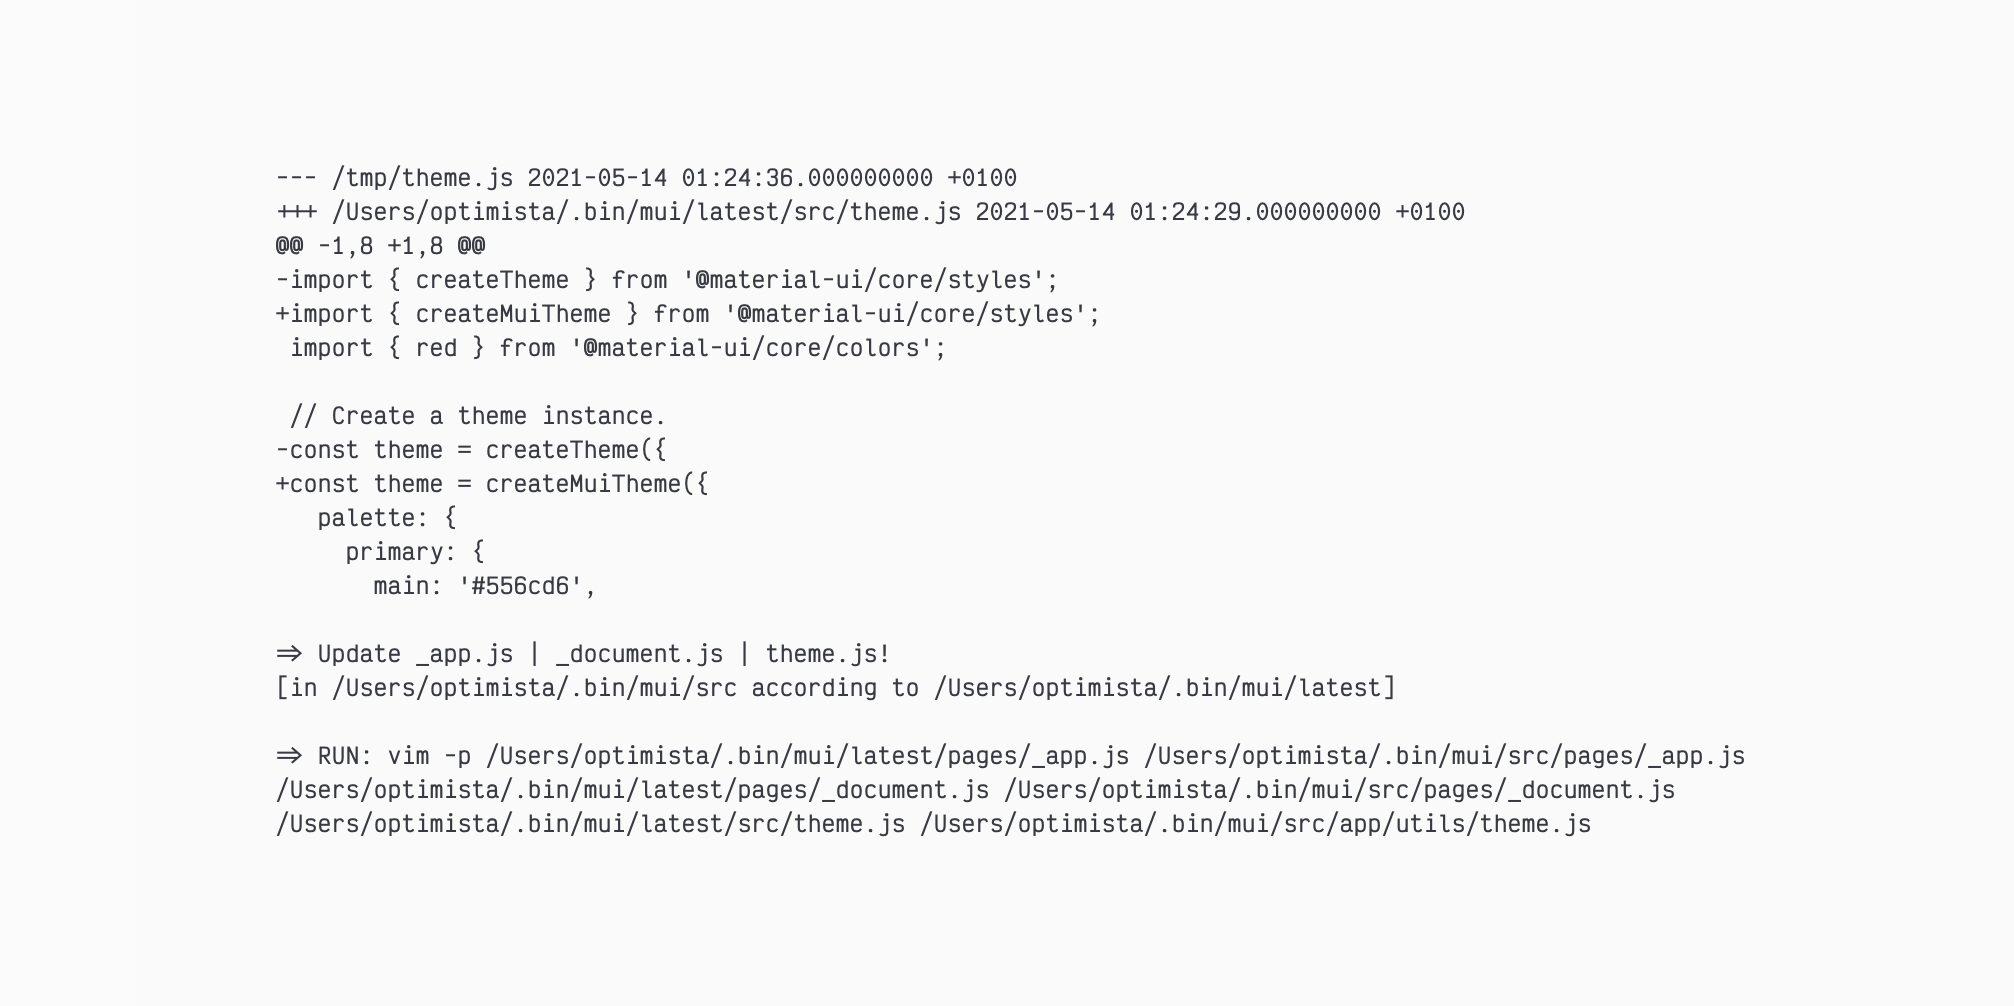 --- /tmp/theme.js 2021-05-14 01:24:36.000000000 +0100
+++ /Users/optimista/.bin/mui/latest/src/theme.js 2021-05-14 01:24:29.000000000 +0100
@@ -1,8 +1,8 @@
-import { createTheme } from '@material-ui/core/styles';
+import { createMuiTheme } from '@material-ui/core/styles';
 import { red } from '@material-ui/core/colors';

 // Create a theme instance.
-const theme = createTheme({
+const theme = createMuiTheme({
   palette: {
     primary: {
       main: '#556cd6',

=> Update _app.js | _document.js | theme.js!
[in /Users/optimista/.bin/mui/src according to /Users/optimista/.bin/mui/latest]

=> RUN: vim -p /Users/optimista/.bin/mui/latest/pages/_app.js /Users/optimista/.bin/mui/src/pages/_app.js
/Users/optimista/.bin/mui/latest/pages/_document.js /Users/optimista/.bin/mui/src/pages/_document.js
/Users/optimista/.bin/mui/latest/src/theme.js /Users/optimista/.bin/mui/src/app/utils/theme.js